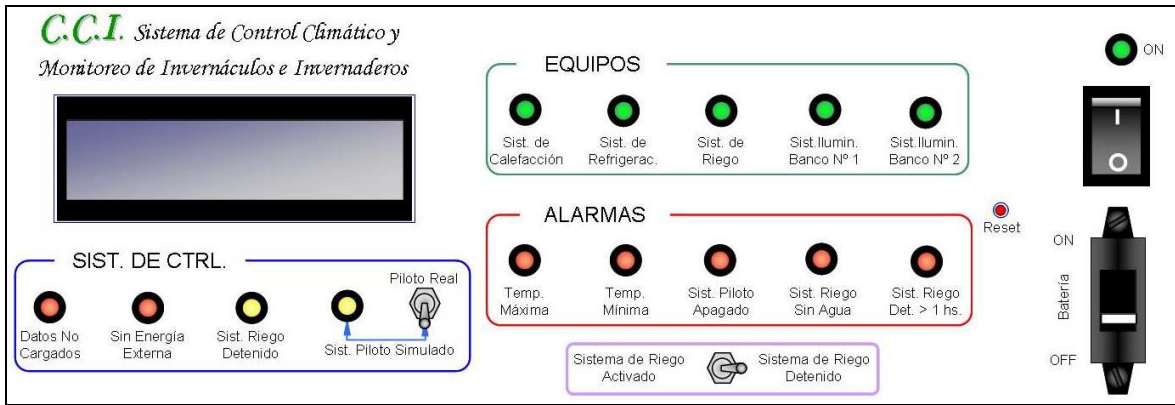 C.C.I. Sistema de Control Climático y
Monitoreo de Invernáculos e Invernaderos
EQUIPOS
Sist. de
Calefacción
Sist. de
Refrigerac.
Sist. de
Riego
Sist.Ilumin.
Banco Nº 1
Sist.Ilumin.
Banco Nº 2
ON
I
O
ALARMAS
Temp.
Máxima
Temp.
Mínima
Sist. Piloto
Apagado
Sist. Riego
Sin Agua
Sist. Riego
Det. > 1 hs.
Reset
SIST. DE CTRL.
Datos No
Cargados
Sin Energía
Externa
Sist. Riego
Detenido
Piloto Real
Sist. Piloto Simulado
Sistema de Riego
Activado
Sistema de Riego
Detenido
ON
Batería
OFF